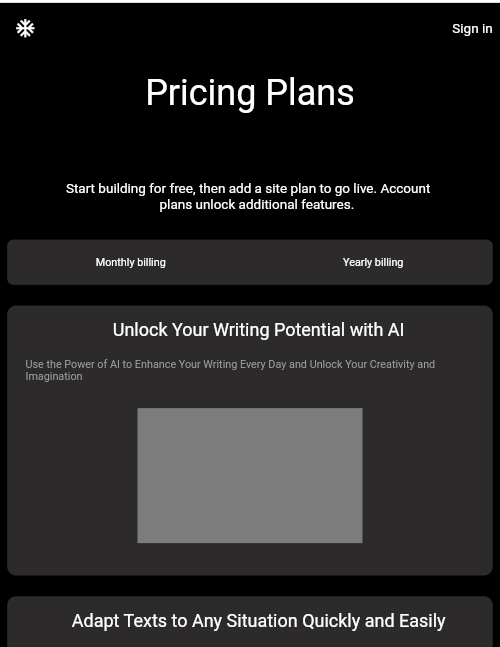 Sign in
Pricing Plans
Start building for free, then add a site plan to go live. Account
plans unlock additional features.
Monthly billing
Yearly billing
Unlock Your Writing Potential with AI
Use the Power of AI to Enhance Your Writing Every Day and Unlock Your Creativity and
Imagination
Adapt Texts to Any Situation Quickly and Easily